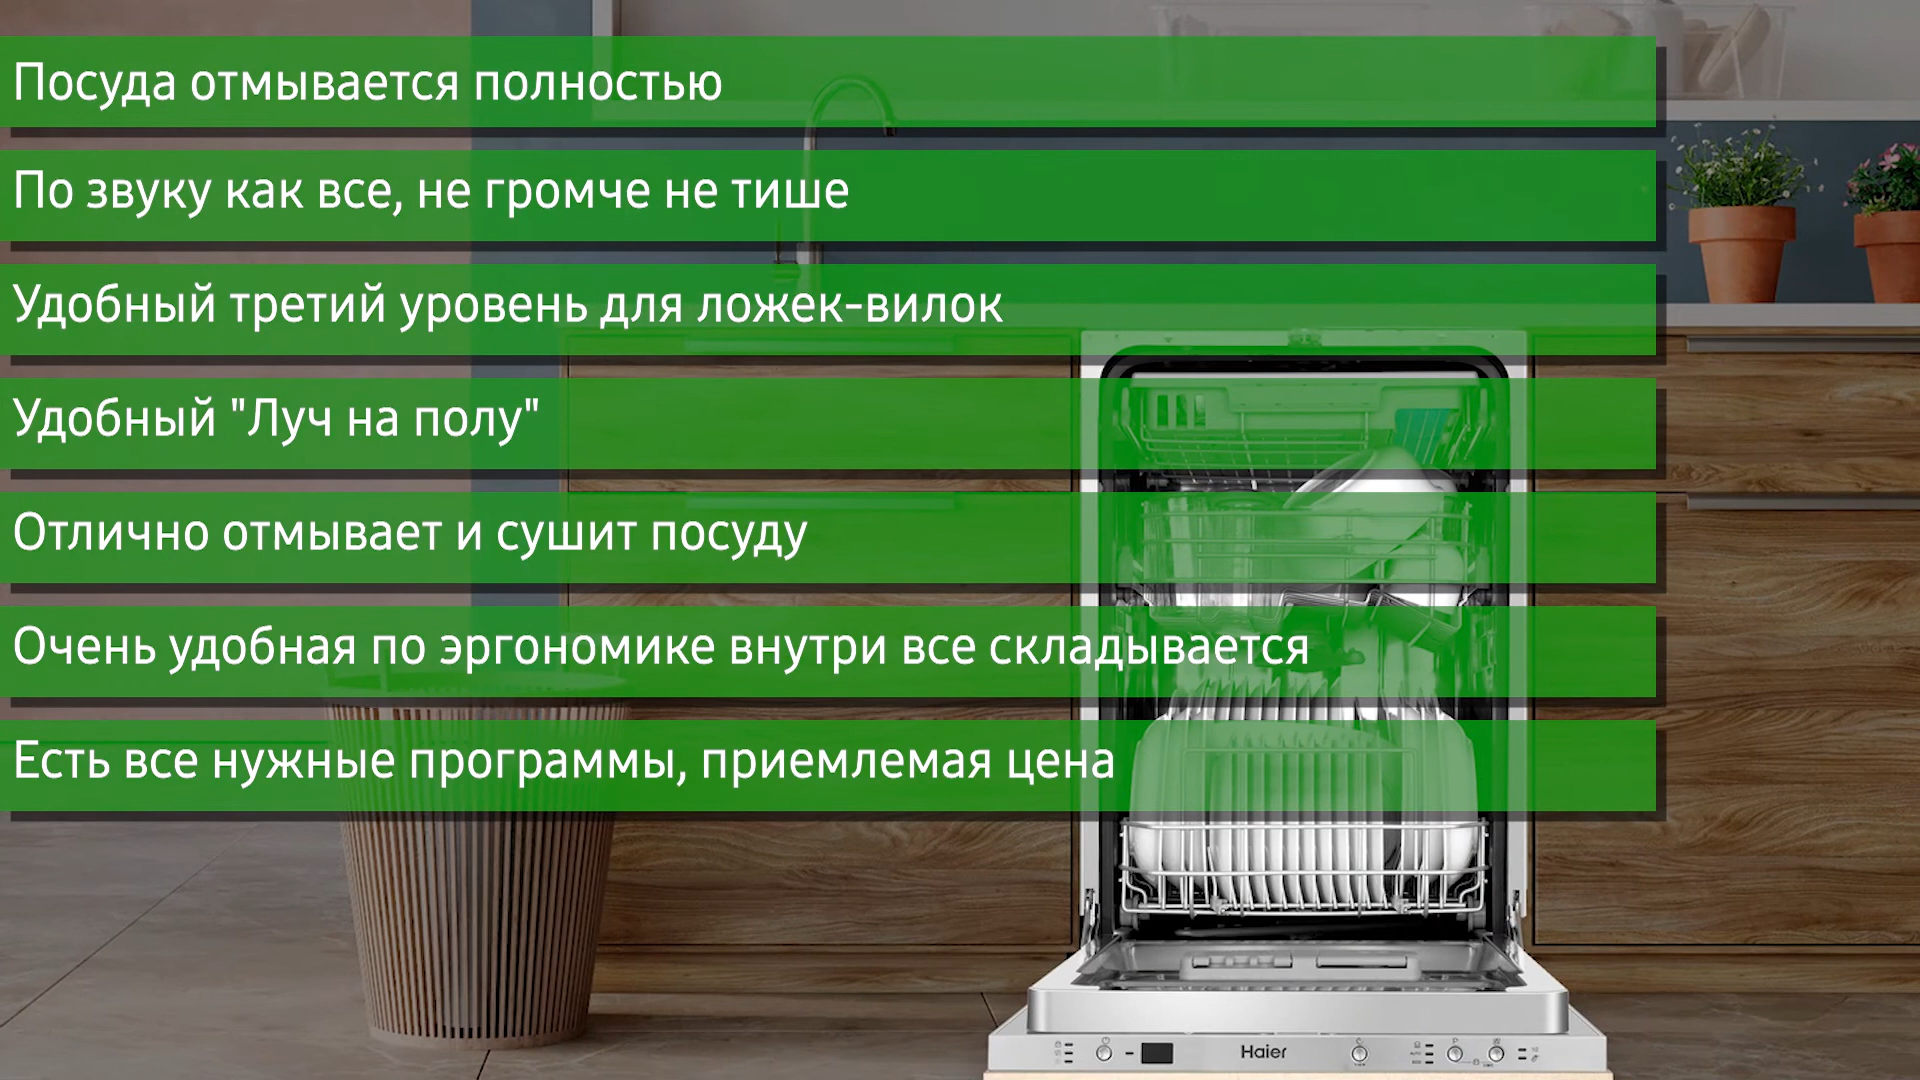 Посуда отмывается полностью
По звуку как все, не громче не тише
Удобный третий уровень для ложек-вилок
Удобный "Луч на полу"
Отлично отмывает и сушит посуду
Очень удобная по эргономике внутри все складывается
Есть все нужные программы, приемлемая цена
Haier